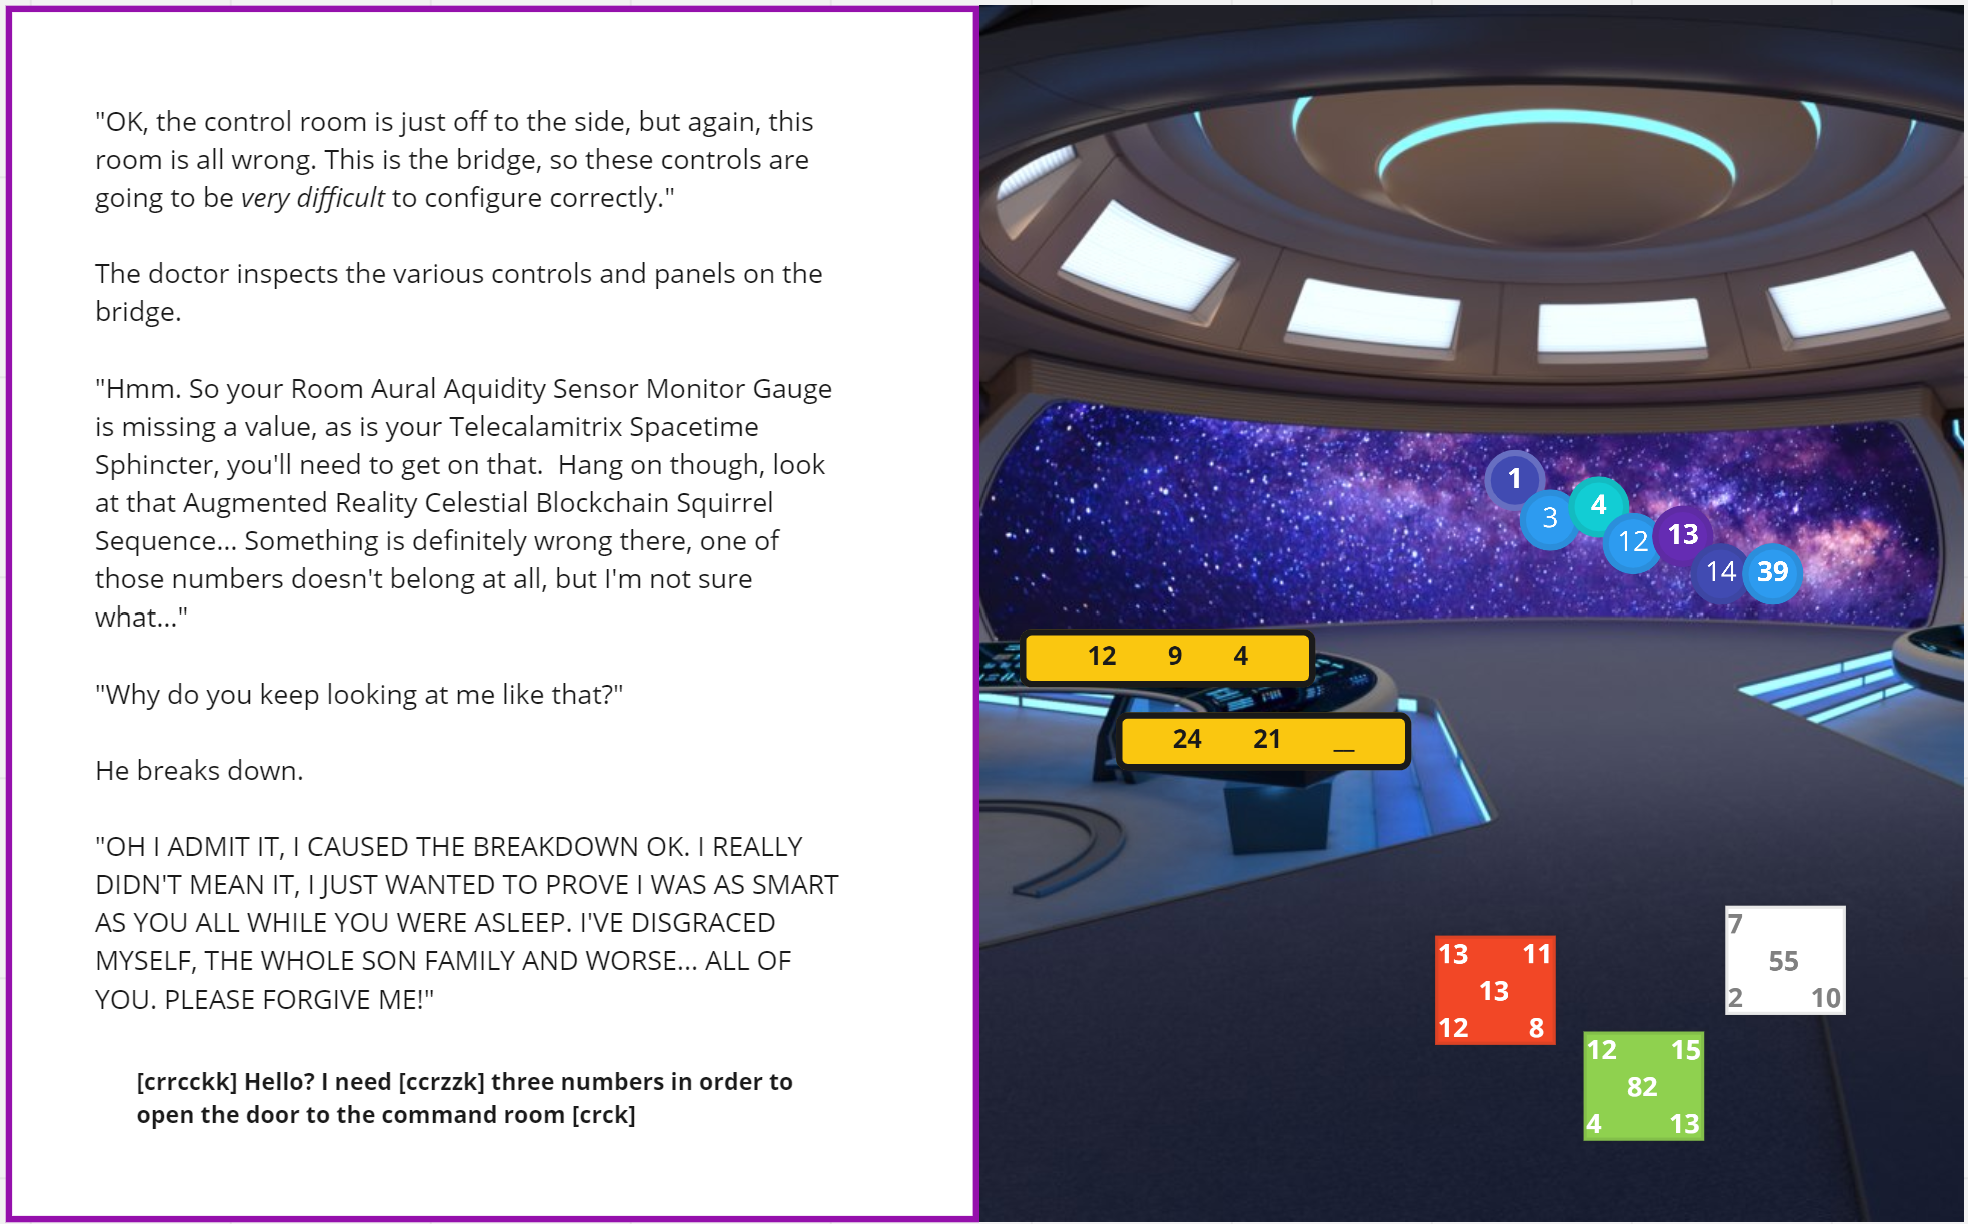 "OK, the control room is just off to the side, but again, this
room is all wrong. This is the bridge, so these controls are
going to be very difficult to configure correctly."
The doctor inspects the various controls and panels on the
bridge.
"Hmm. So your Room Aural Aquidity Sensor Monitor Gauge
is missing a value, as is your Telecalamitrix Spacetime
Sphincter, you'll need to get on that.  Hang on though, look
at that Augmented Reality Celestial Blockchain Squirrel
Sequence... Something is definitely wrong there, one of
those numbers doesn't belong at all, but I'm not sure
what..."
"Why do you keep looking at me like that?"
He breaks down.
"OH I ADMIT IT, I CAUSED THE BREAKDOWN OK. I REALLY
DIDN'T MEAN IT, I JUST WANTED TO PROVE I WAS AS SMART
AS YOU ALL WHILE YOU WERE ASLEEP. I'VE DISGRACED
MYSELF, THE WHOLE SON FAMILY AND WORSE... ALL OF
YOU. PLEASE FORGIVE ME!"
[crrcckk] Hello? I need [ccrzzk] three numbers in order to
open the door to the command room [crck]
1
3
4
12
13
14
39
12 9 4
24 21 __
13 11
13
12 8
7
55
2 10
12 15
82
4 13